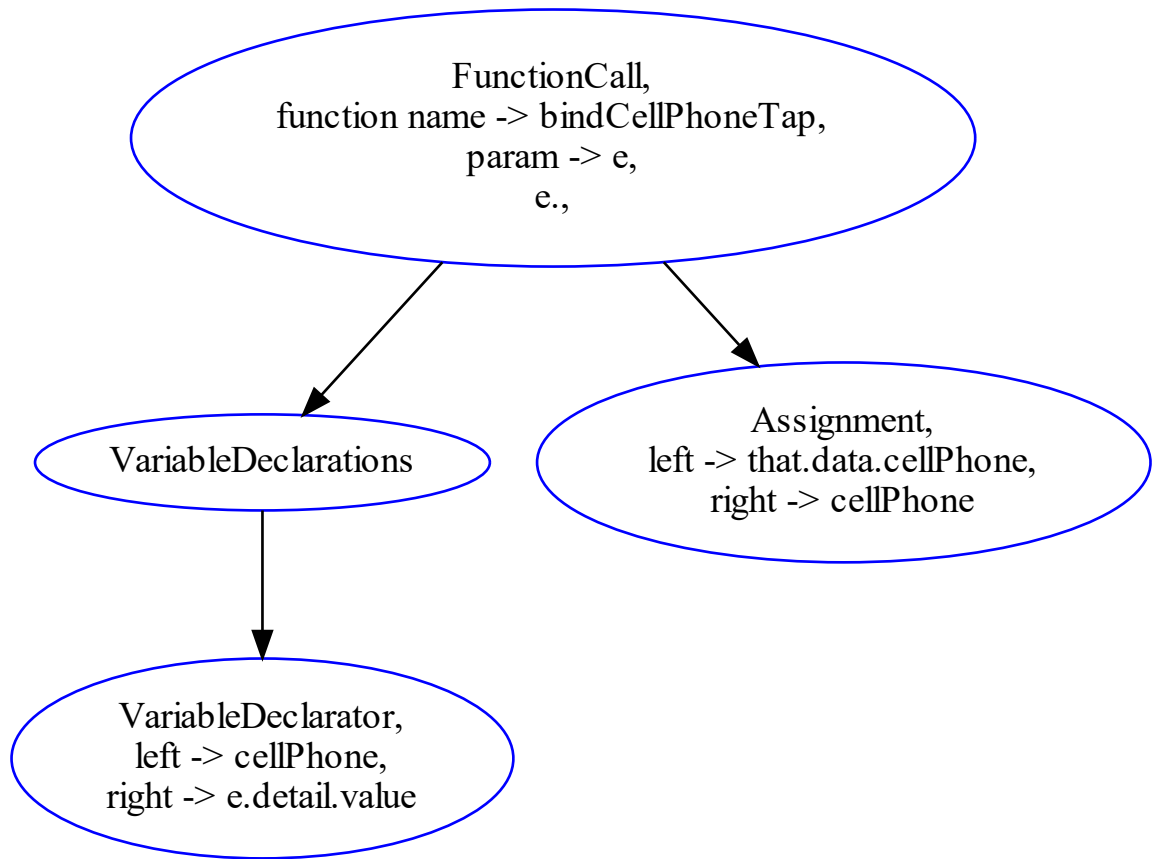 FunctionCall,
function name -> bindCellPhoneTap,
param -> e,
e.,
VariableDeclarations
Assignment,
left -> that.data.cellPhone,
right -> cellPhone
VariableDeclarator,
left -> cellPhone,
right -> e.detail.value